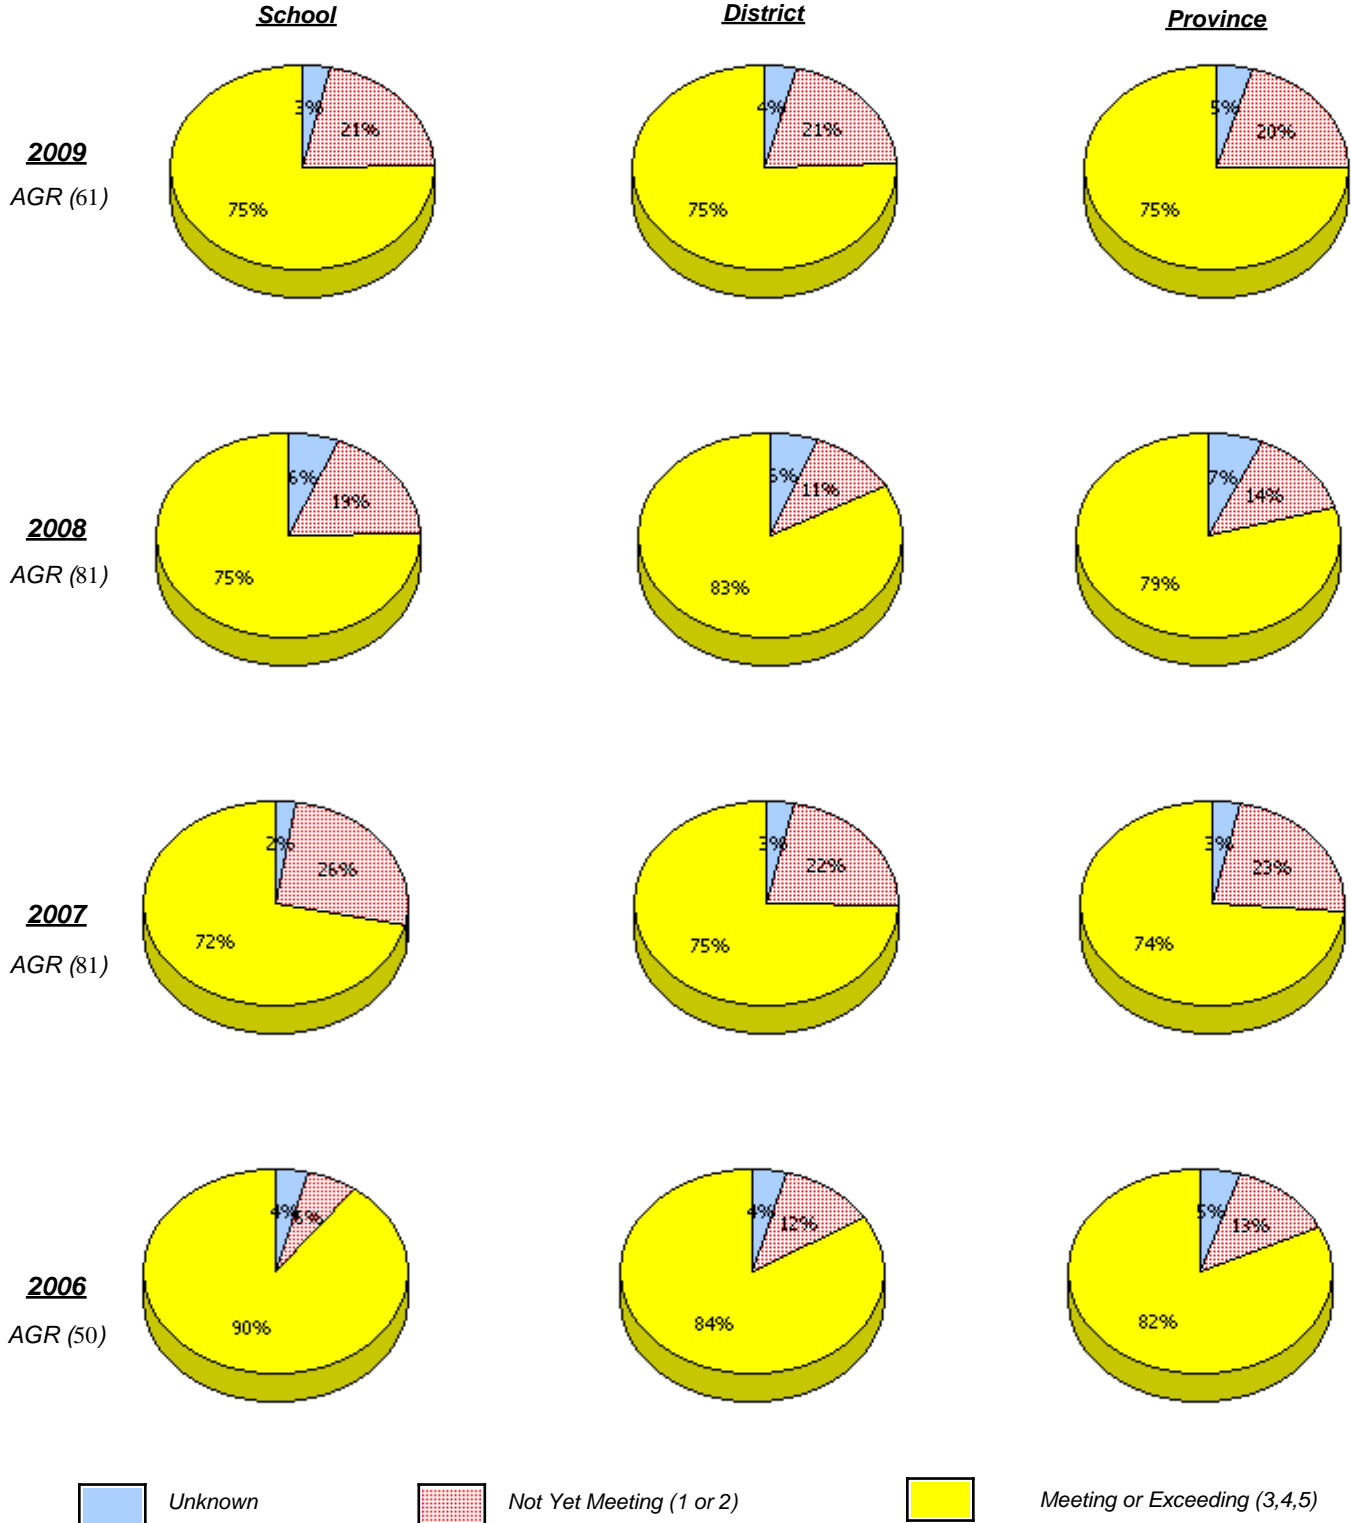 School District Province
3% 4% 5%
21% 21% 20%
2009
AGR (61)
75% 75% 75%
6% 7%
19% 11% 14%
2008
AGR (81)
75% 83% 79%
2% 3% 3%
26% 22% 23%
2007
AGR (81)
72% 75% 74%
4% 6% 4% 12% 5% 13%
2006
AGR (50)
90% 84% 82%
Unknown Not Yet Meeting (1 or 2) Meeting or Exceeding (3,4,5)